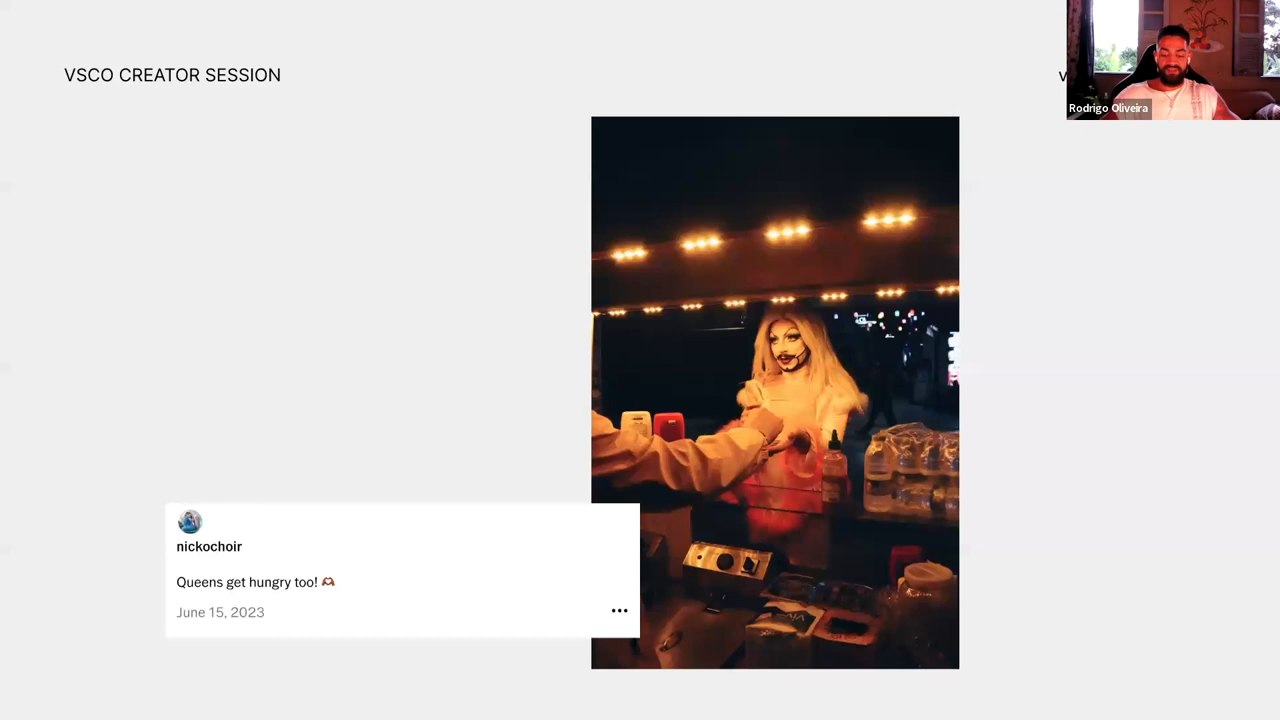 VSCO CREATOR SESSION
V
Rodrigo Oliveira
nickochoir
Queens get hungry too! 🫶🏾
June 15, 2023